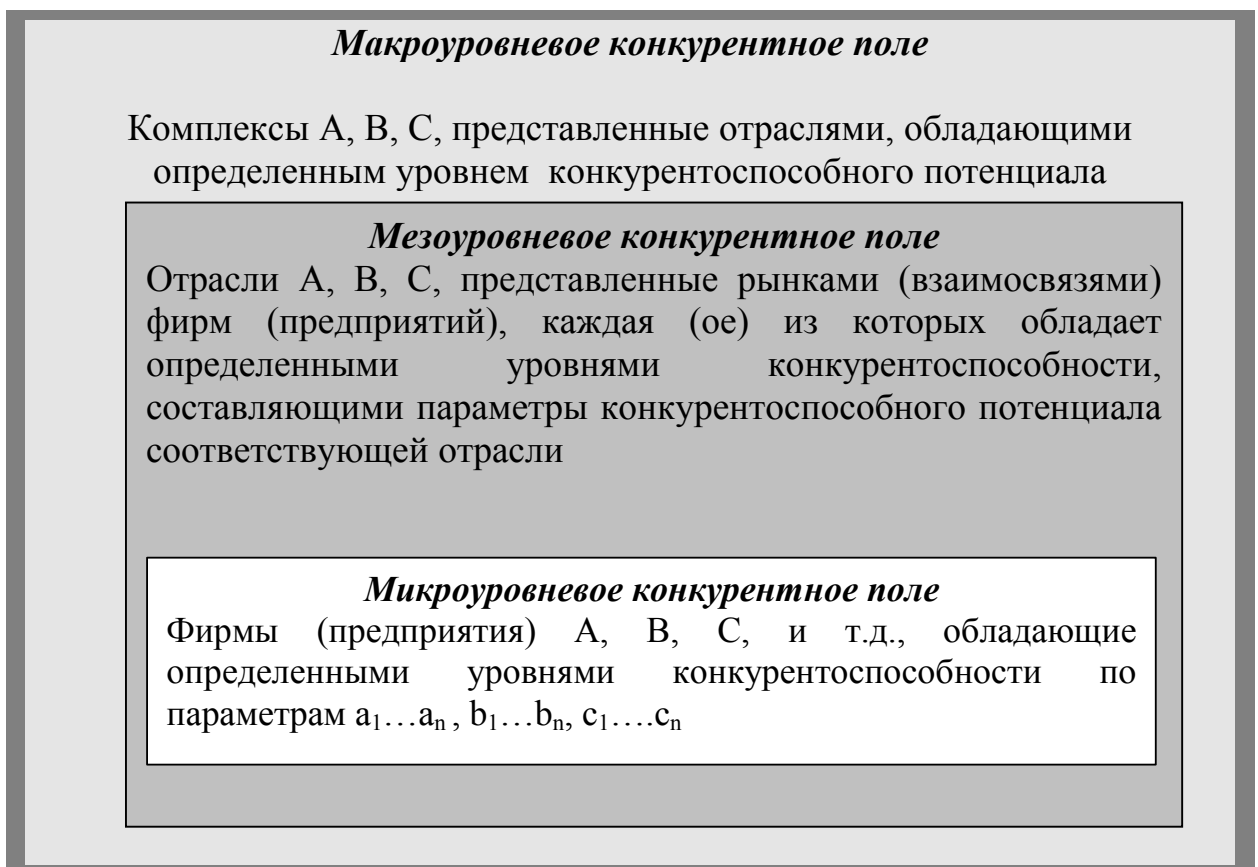 Макроуровневое конкурентное поле
Комплексы А, В, С, представленные отраслями, обладающими
определенным уровнем конкурентоспособного потенциала
Мезоуровневое конкурентное поле
Отрасли А, В, С, представленные рынками (взаимосвязями)
фирм (предприятий), каждая (ое) из которых обладает
определенными уровнями конкурентоспособности,
составляющими параметры конкурентоспособного потенциала
соответствующей отрасли
Микроуровневое конкурентное поле
Фирмы (предприятия) А, В, С, и т.д., обладающие
определенными уровнями конкурентоспособности по
параметрам a₁…aₙ , b₁…bₙ, c₁….cₙ